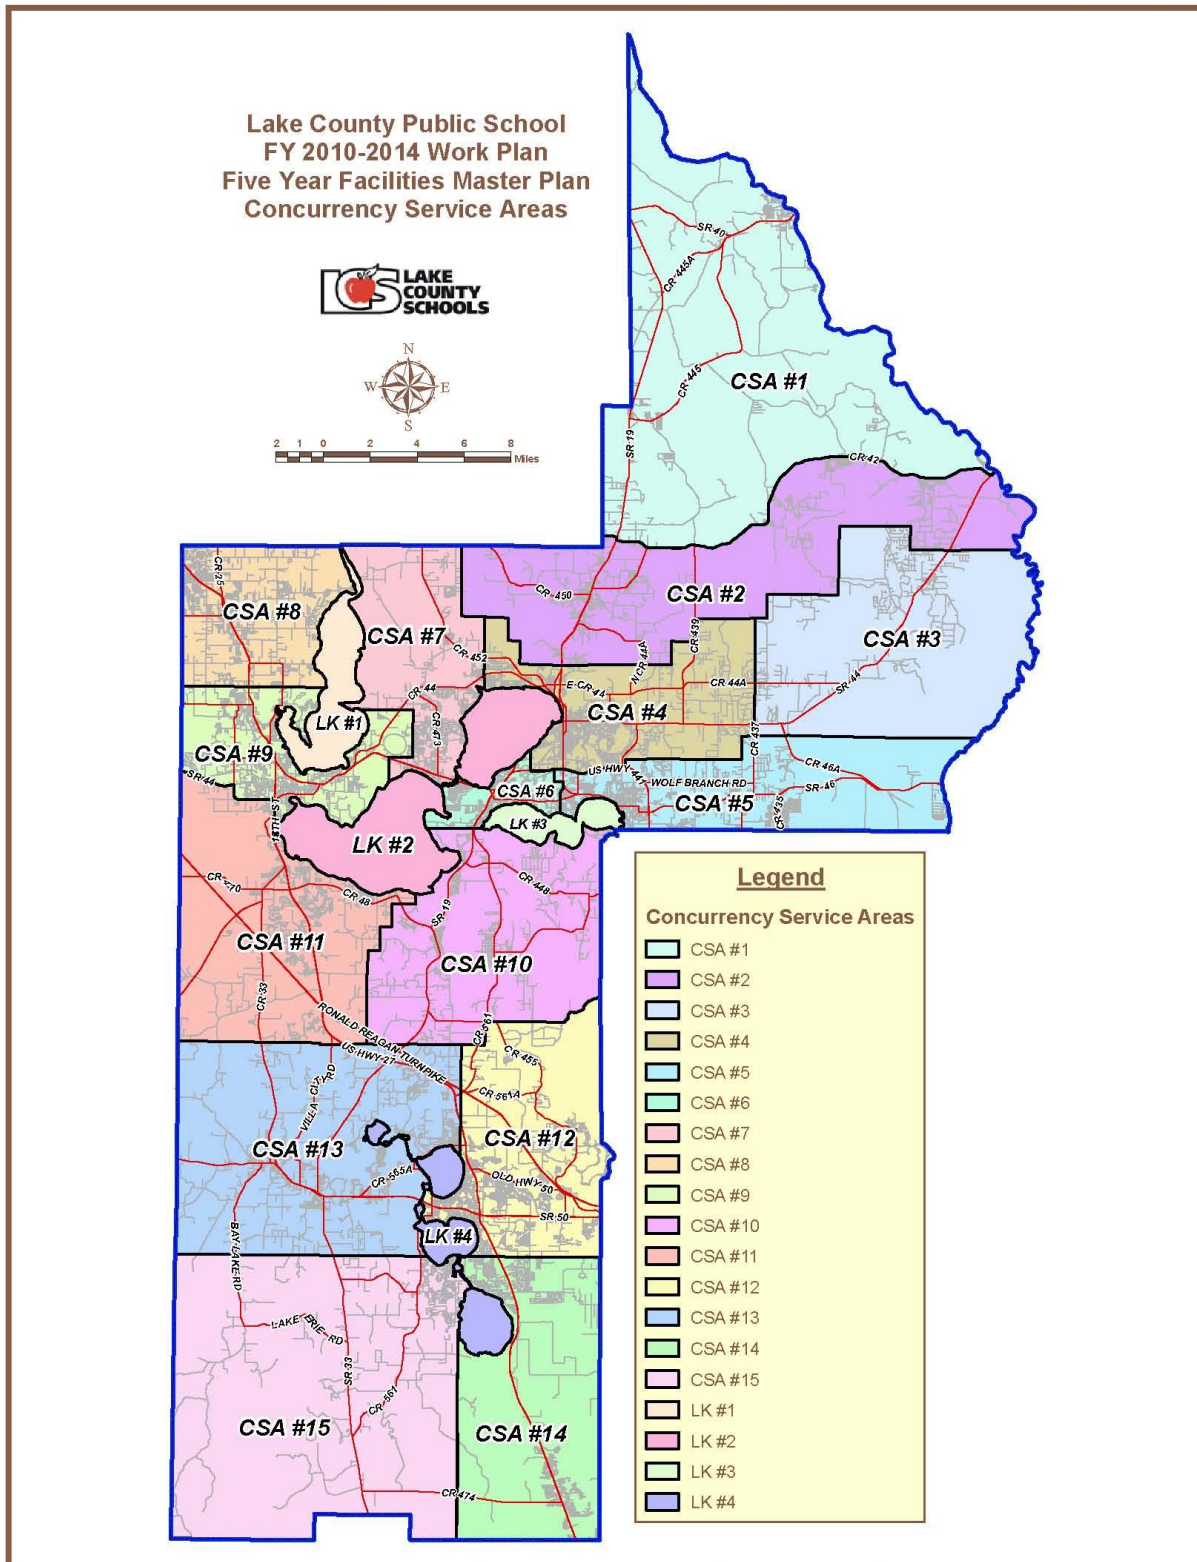 Lake County Public School
FY 2010-2014 Work Plan
Five Year Facilities Master Plan
Concurrency Service Areas
LCS LAKE
COUNTY
SCHOOLS
N
W E
S
2 1 0 2 4 6 8
Miles
SR 40
CR 445A
CSA #1
CR 445
SR 19
CR 42
CR 25
CSA #8
CR 450
CSA #2
CSA #7
CR 452
N CR 44A
CR 439
CSA #3
CR 44
E CR 44
CR 44A
SR 44
LK #1
CSA #4
CR 473
CR 437
CSA #9
SR 44
US HWY 441
WOLF BRANCH RD
CR 46A
SR 46
CSA #6
CSA #5
CR 435
14TH ST
LK #3
LK #2
CR 470
CR 48
CR 448
SR 19
CSA #11
CSA #10
CR 33
RONALD REAGAN TURNPIKE
US HWY 27
CR 561
CR 455
VILLA CITY RD
CR 561A
CSA #13
CSA #12
CR 565A
OLD HWY 50
SR 50
LK #4
BAY LAKE RD
LAKE ERIE RD
SR 33
CR 561
CSA #15
CSA #14
CR 474
Legend
Concurrency Service Areas
CSA #1
CSA #2
CSA #3
CSA #4
CSA #5
CSA #6
CSA #7
CSA #8
CSA #9
CSA #10
CSA #11
CSA #12
CSA #13
CSA #14
CSA #15
LK #1
LK #2
LK #3
LK #4